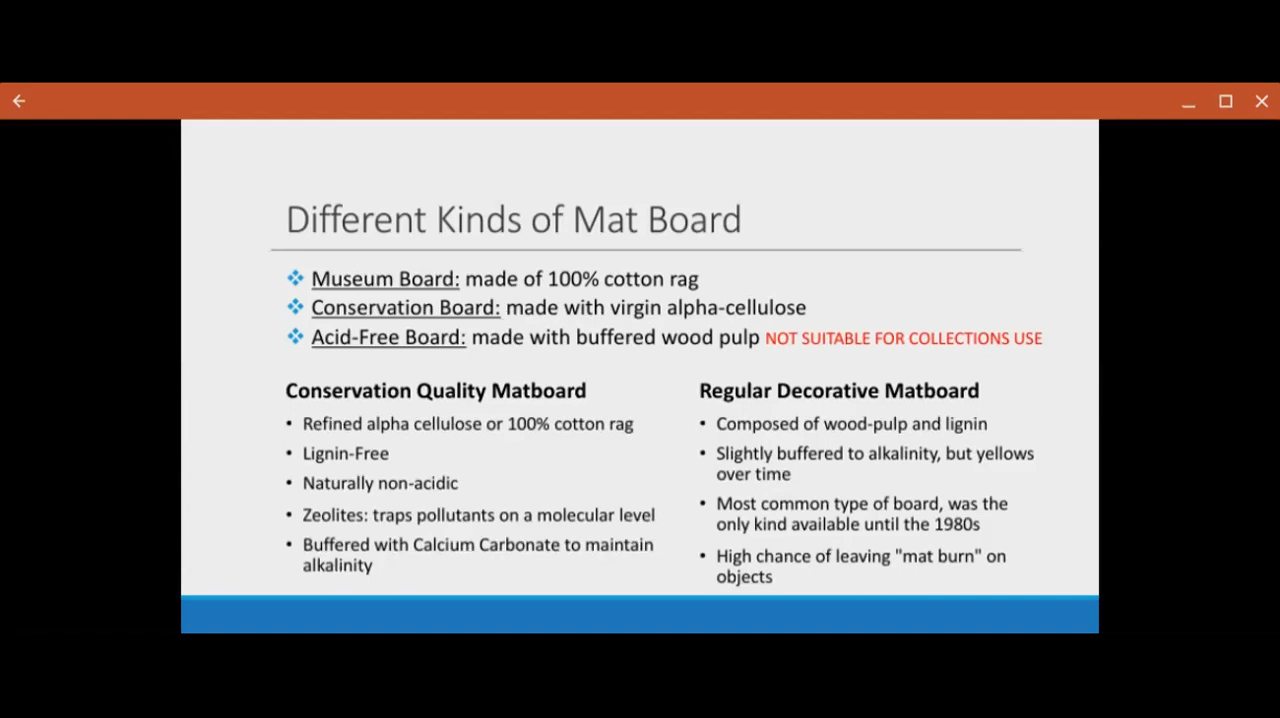 Different Kinds of Mat Board
Museum Board: made of 100% cotton rag
Conservation Board: made with virgin alpha-cellulose
Acid-Free Board: made with buffered wood pulp NOT SUITABLE FOR COLLECTIONS USE
Conservation Quality Matboard
• Refined alpha cellulose or 100% cotton rag
• Lignin-Free
• Naturally non-acidic
• Zeolites: traps pollutants on a molecular level
• Buffered with Calcium Carbonate to maintain
alkalinity
Regular Decorative Matboard
• Composed of wood-pulp and lignin
• Slightly buffered to alkalinity, but yellows
over time
• Most common type of board, was the
only kind available until the 1980s
• High chance of leaving "mat burn" on
objects